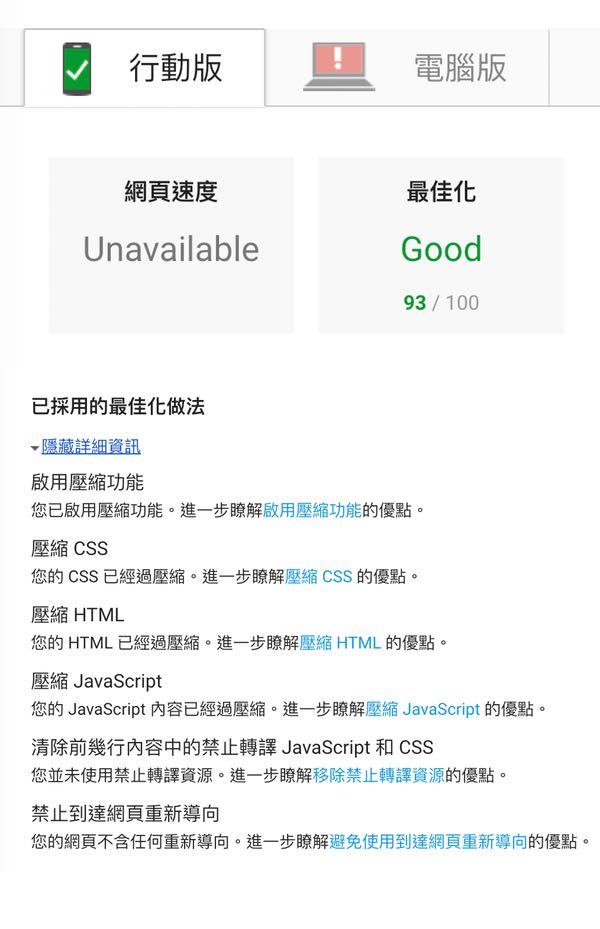 行動版
電腦版
網頁速度
Unavailable
最佳化
Good
93 / 100
已採用的最佳化做法
隱藏詳細資訊
啟用壓縮功能
您已啟用壓縮功能。進一步瞭解啟用壓縮功能的優點。
壓縮 CSS
您的 CSS 已經過壓縮。進一步瞭解壓縮 CSS 的優點。
壓縮 HTML
您的 HTML 已經過壓縮。進一步瞭解壓縮 HTML 的優點。
壓縮 JavaScript
您的 JavaScript 內容已經過壓縮。進一步瞭解壓縮 JavaScript 的優點。
清除前幾行內容中的禁止轉譯 JavaScript 和 CSS
您並未使用禁止轉譯資源。進一步瞭解移除禁止轉譯資源的優點。
禁止到達網頁重新導向
您的網頁不含任何重新導向。進一步瞭解避免使用到達網頁重新導向的優點。